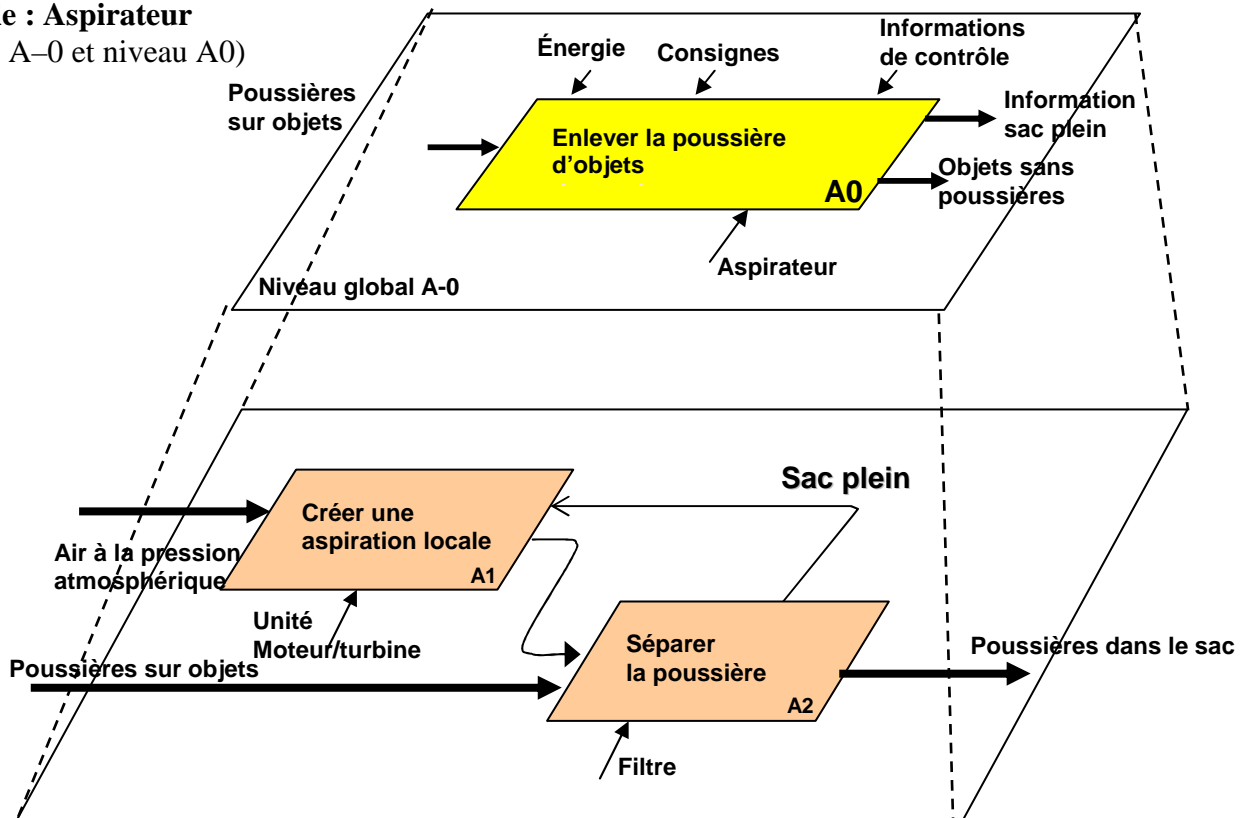 le : Aspirateur
A–0 et niveau A0)
Énergie
Consignes
Informations
de contrôle
Poussières
sur objets
Information
sac plein
Enlever la poussière
d'objets
A0
Objets sans
poussières
Aspirateur
Niveau global A-0
Sac plein
Créer une
aspiration locale
A1
Air à la pression
atmosphérique
Unité
Moteur/turbine
Séparer
la poussière
A2
Poussières sur objets
Poussières dans le sac
Filtre